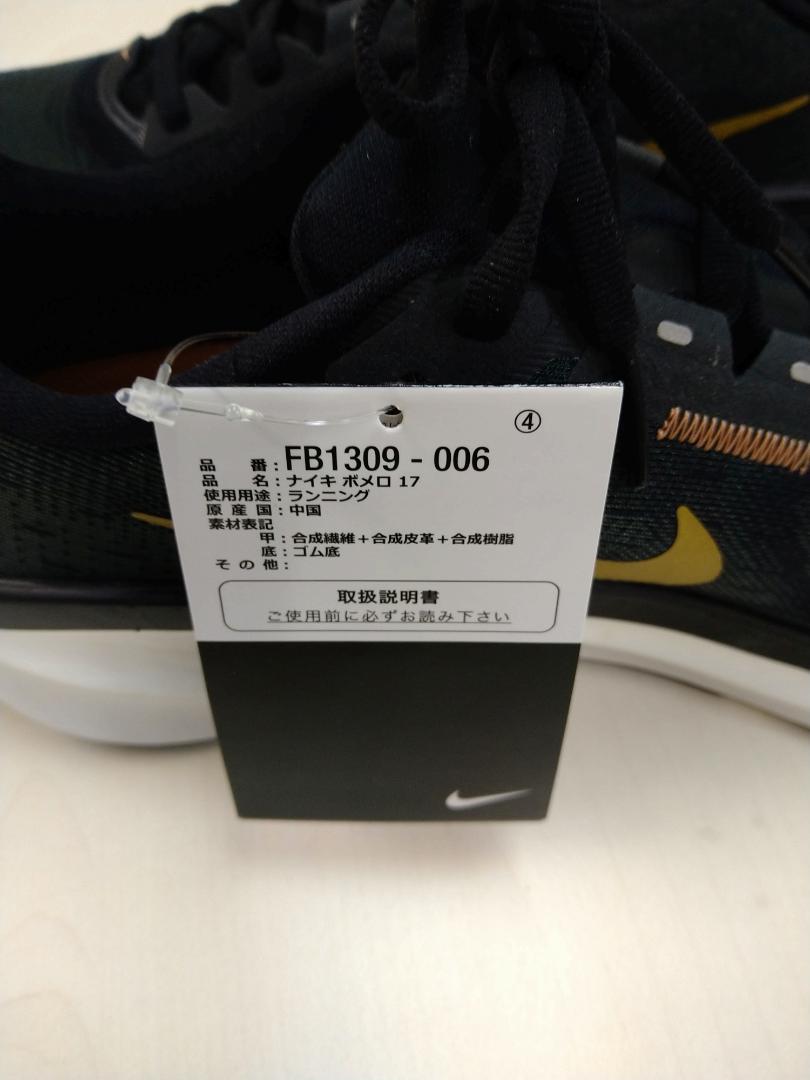 ④
品番：FB1309 - 006
品名：ナイキ ボメロ 17
使用用途：ランニング
原産国：中国
素材表記
甲：合成繊維＋合成皮革＋合成樹脂
底：ゴム底
その他：
取扱説明書
ご使用前に必ずお読み下さい